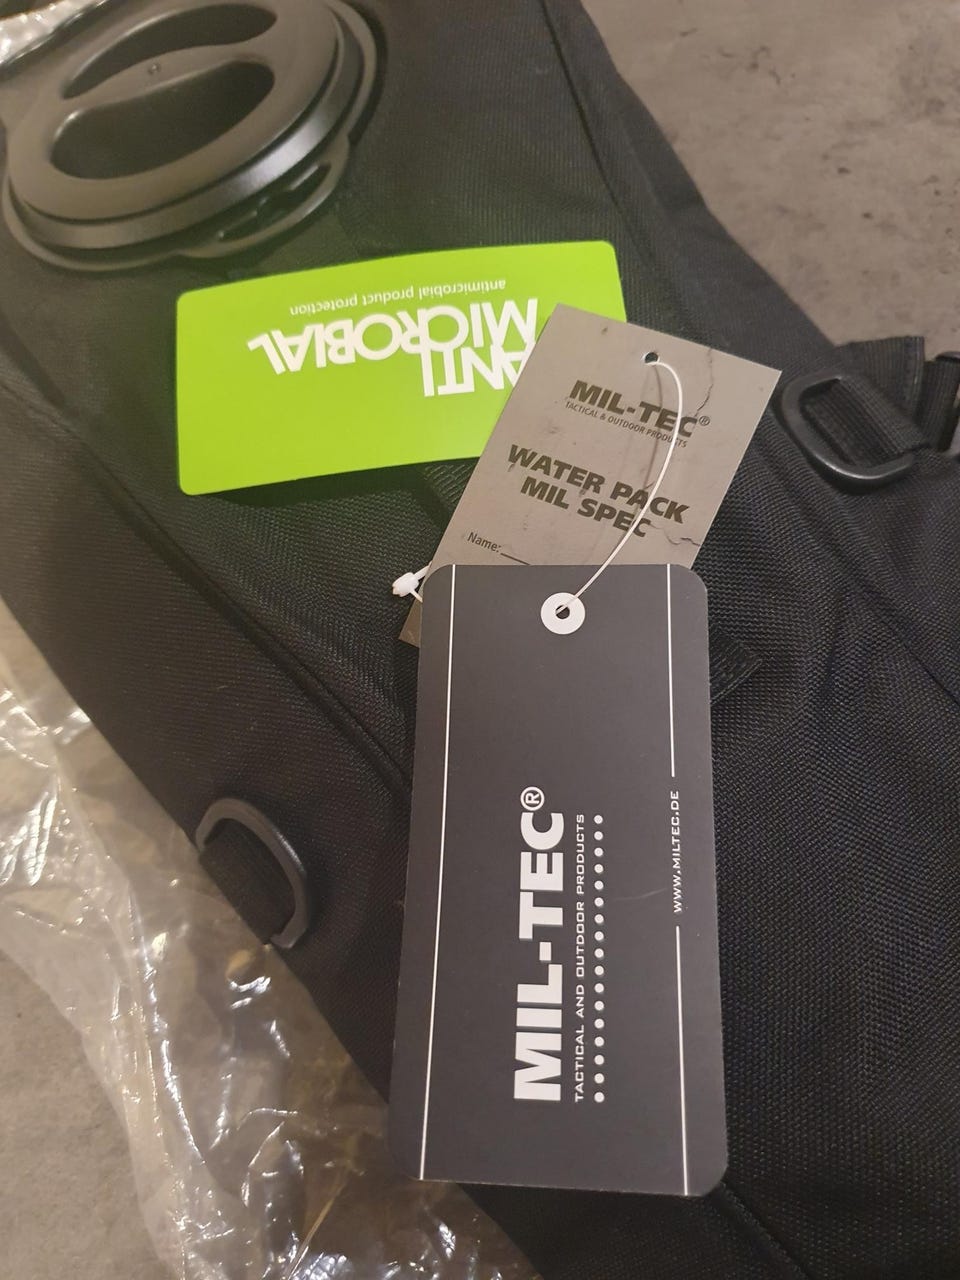 ANTI
MICROBIAL
antimicrobial product protection
MIL-TEC®
TACTICAL & OUTDOOR PRODUCTS
WATER PACK
MIL SPEC
Name:
MIL-TEC®
TACTICAL AND OUTDOOR PRODUCTS
WWW.MILTEC.DE